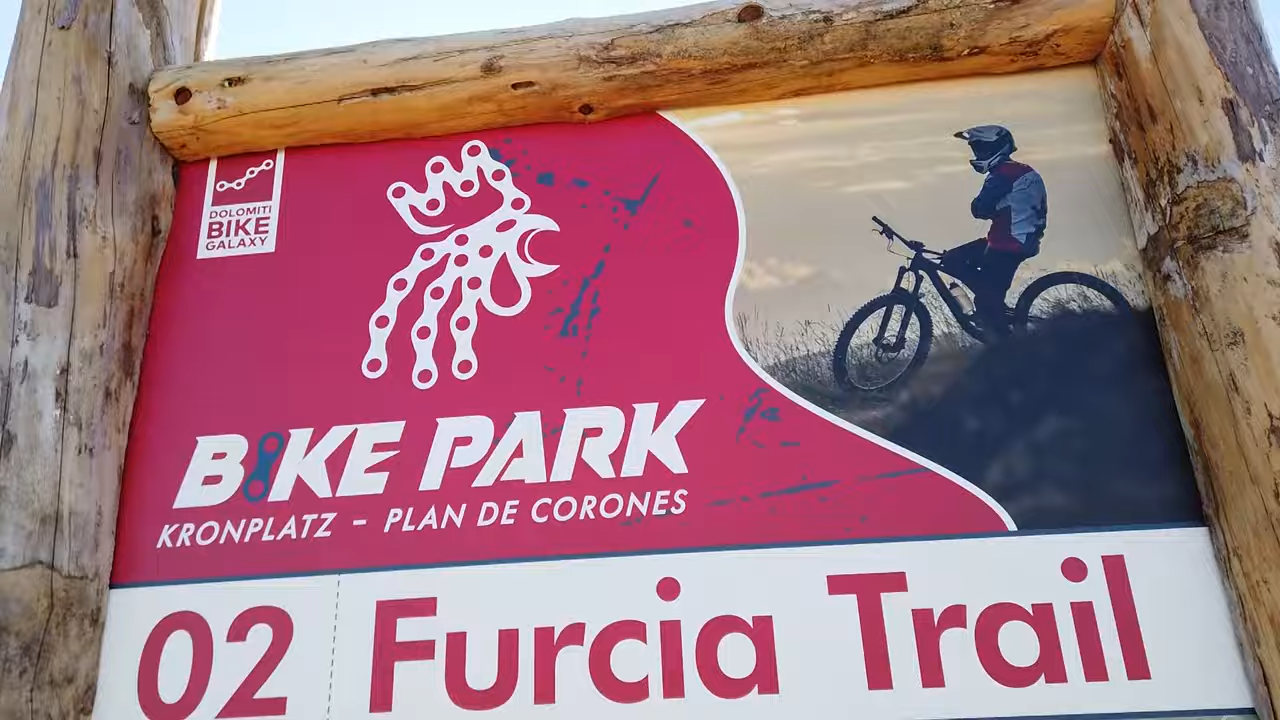 DOLOMITI
BIKE
GALAXY
BIKE PARK
KRONPLATZ – PLAN DE CORONES
02 Furcia Trail